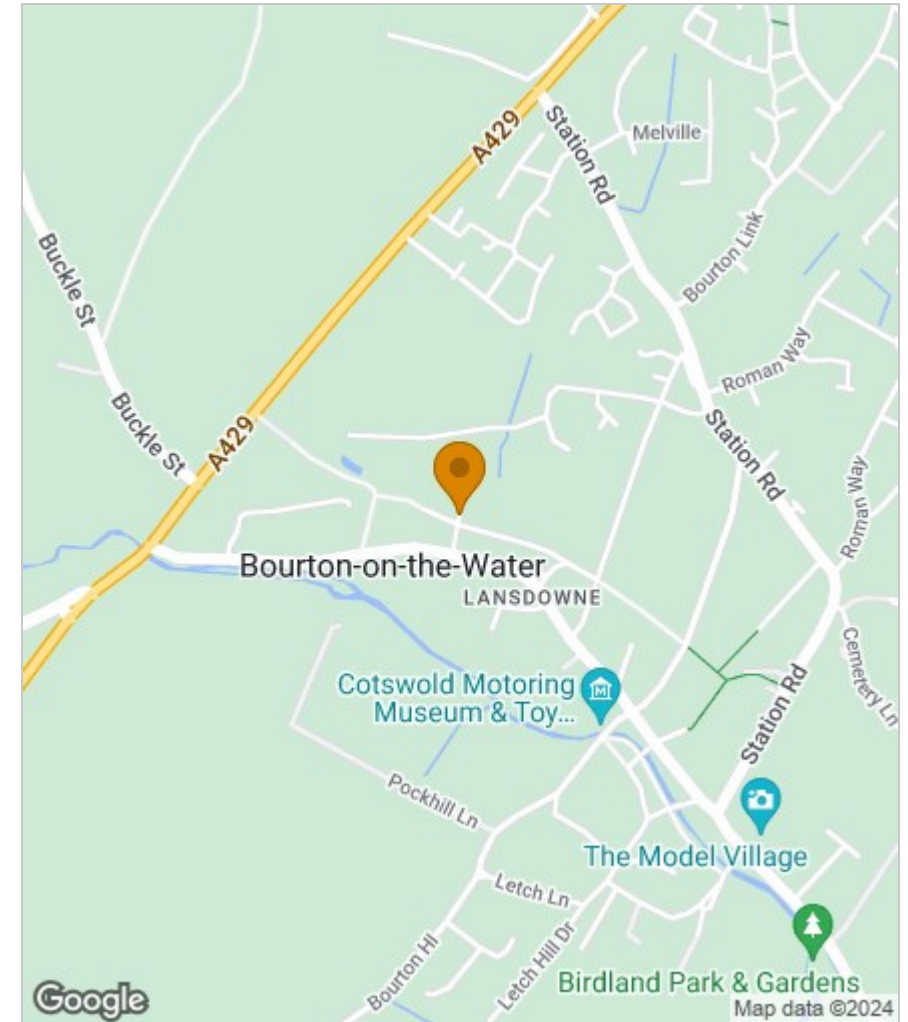 A429
Station Rd
Melville
Bourton Link
Buckle St
Roman Way
Buckle St
A429
Station Rd
Roman Way
Bourton-on-the-Water
LANSDOWNE
Cemetery Ln
Cotswold Motoring
Museum & Toy...
Station Rd
Pockhill Ln
The Model Village
Letch Ln
Bourton Hl
Letch Hill Dr
Birdland Park & Gardens
Google
Map data ©2024